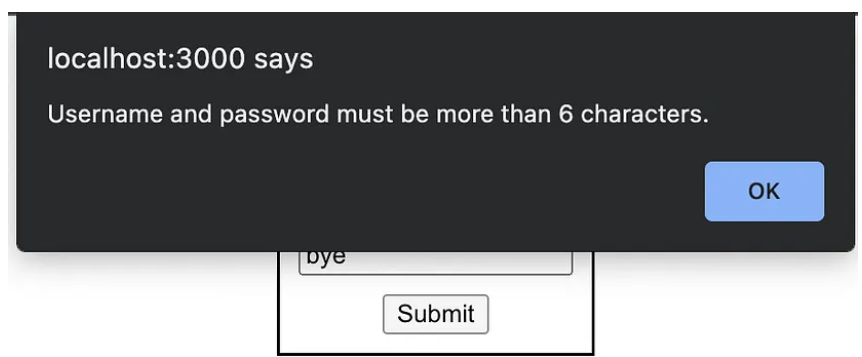 localhost:3000 says
Username and password must be more than 6 characters.
OK
bye
Submit